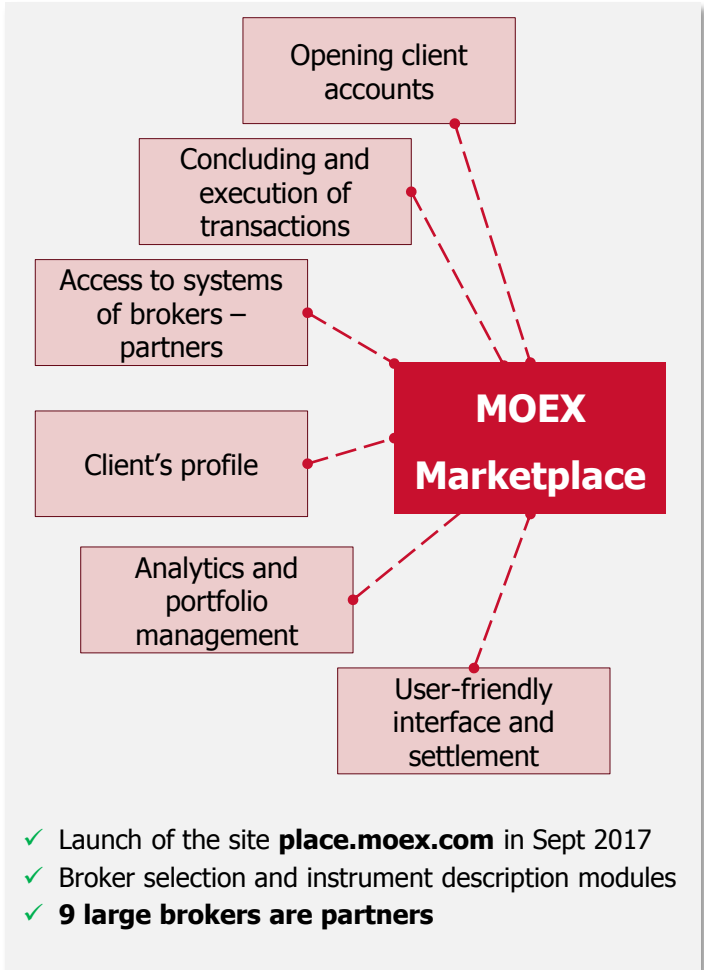 Opening client
accounts
Concluding and
execution of
transactions
Access to systems
of brokers –
partners
MOEX
Marketplace
Client’s profile
Analytics and
portfolio
management
User-friendly
interface and
settlement
✓ Launch of the site place.moex.com in Sept 2017
✓ Broker selection and instrument description modules
✓ 9 large brokers are partners